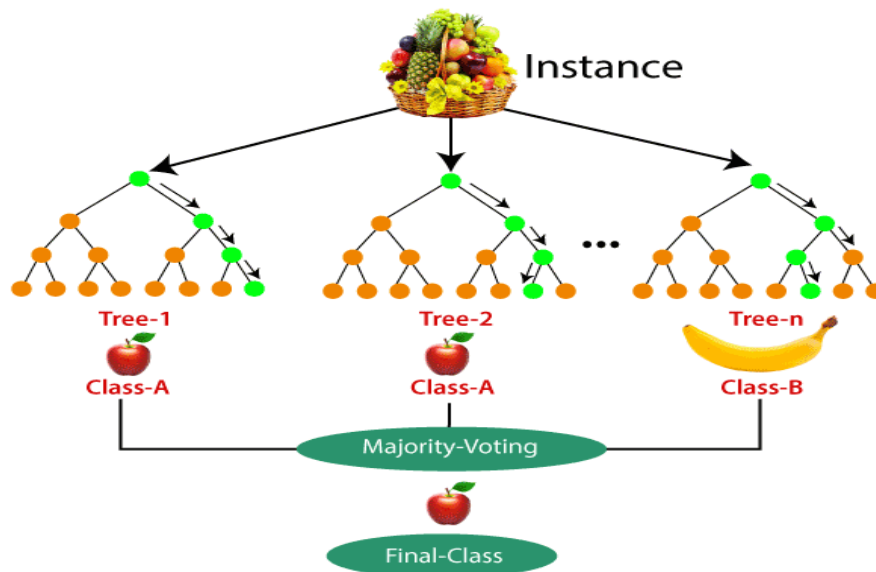 Instance
...
Tree-1
Tree-2
Tree-n
Class-A
Class-A
Class-B
Majority-Voting
Final-Class